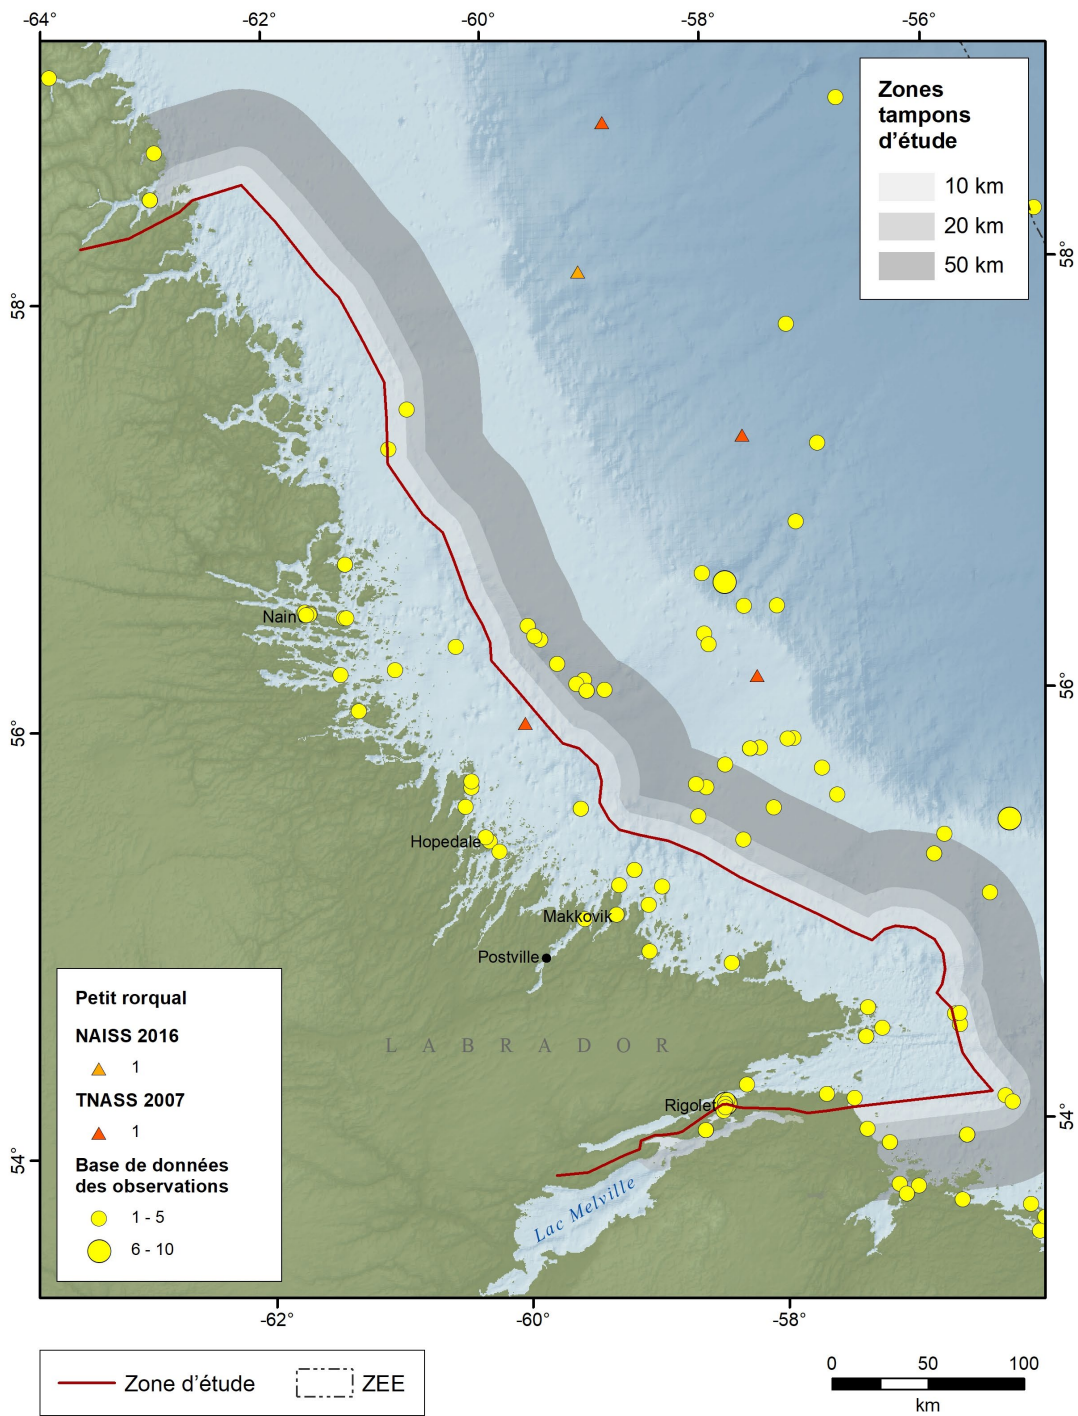 -64°
-62°
-60°
-58°
-56°
Zones
tampons
d'étude
10 km
20 km
50 km
58°
58°
56°
56°
Nain
Hopedale
Makkovik
Postville
LABRADOR
Rigolet
Lac Melville
54°
54°
Petit rorqual
NAISS 2016
1
TNASS 2007
1
Base de données
des observations
1 - 5
6 - 10
-62°
-60°
-58°
Zone d'étude
ZEE
0 50 100
km